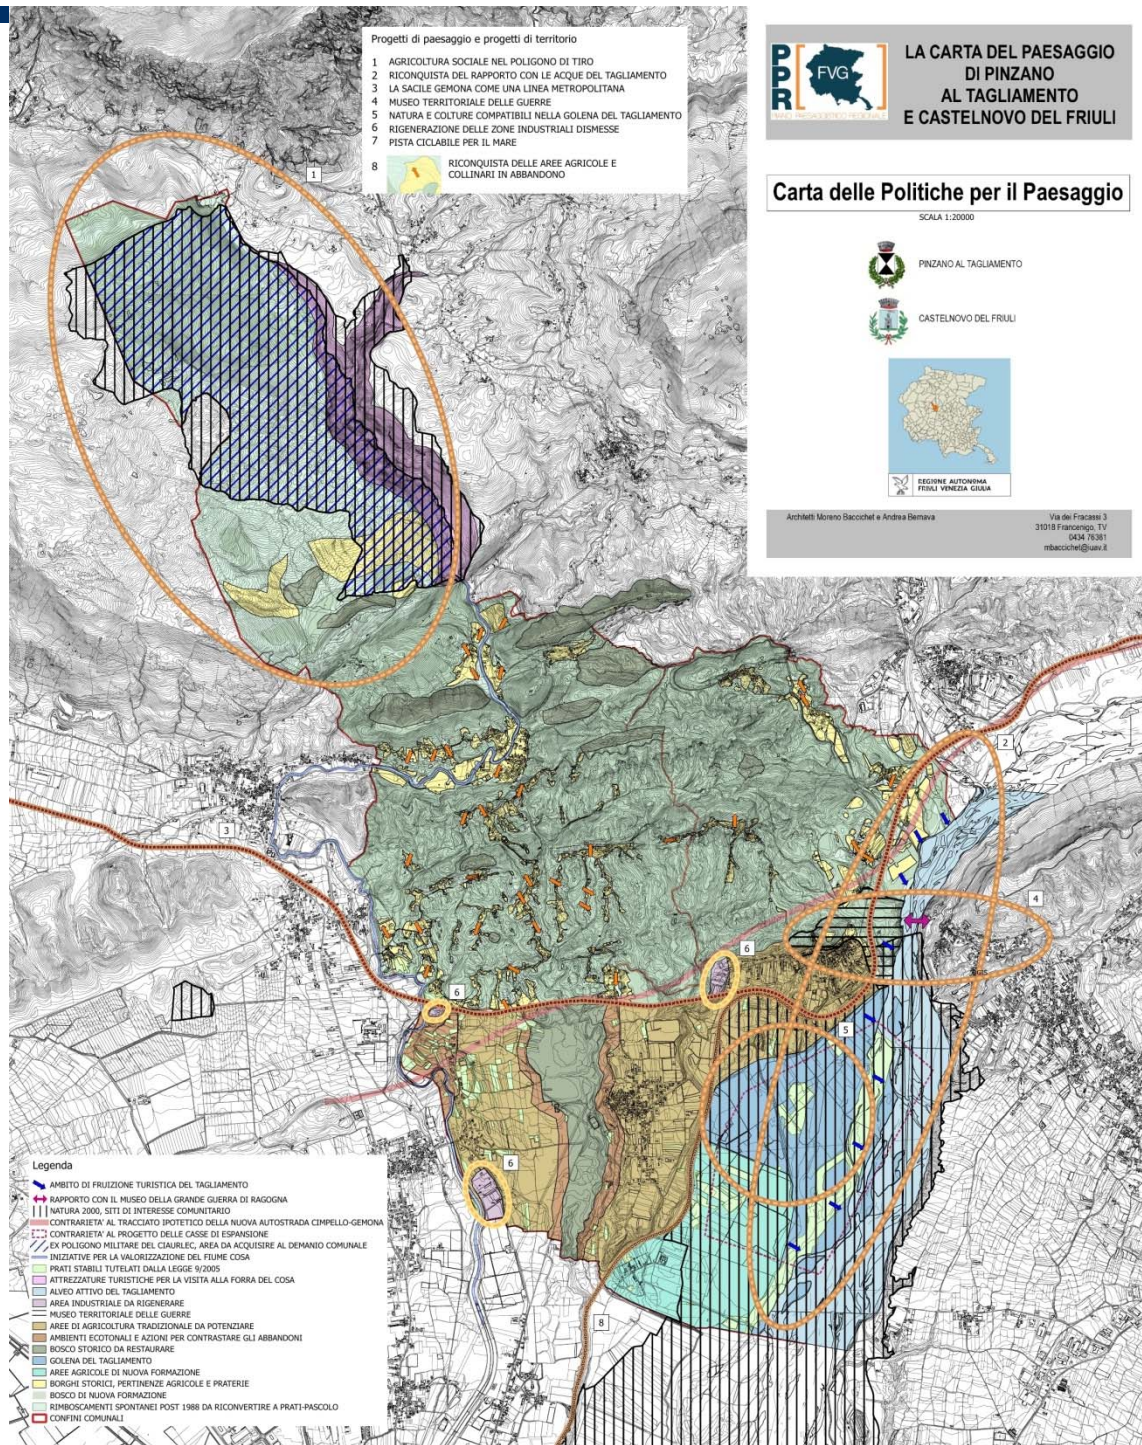 Progetti di paesaggio e progetti di territorio
1 AGRICOLTURA SOCIALE NEL POLIGONO DI TIRO
2 RICONQUISTA DEL RAPPORTO CON LE ACQUE DEL TAGLIAMENTO
3 LA SACILE GEMONA COME UNA LINEA METROPOLITANA
4 MUSEO TERRITORIALE DELLE GUERRE
5 NATURA E COLTURE COMPATIBILI NELLA GOLENA DEL TAGLIAMENTO
6 RIGENERAZIONE DELLE ZONE INDUSTRIALI DISMESSE
7 PISTA CICLABILE PER IL MARE
8 RICONQUISTA DELLE AREE AGRICOLE E
COLLINARI IN ABBANDONO
PPR
FVG
PIANO PAESAGGISTICO REGIONALE
LA CARTA DEL PAESAGGIO
DI PINZANO
AL TAGLIAMENTO
E CASTELNOVO DEL FRIULI
Carta delle Politiche per il Paesaggio
SCALA 1:20000
PINZANO AL TAGLIAMENTO
CASTELNOVO DEL FRIULI
REGIONE AUTONOMA
FRIULI VENEZIA GIULIA
Architetti Moreno Baccichet e Andrea Bernava
Via dei Fracassi 3
31018 Francenigo, TV
0434 76381
mbaccichet@iuav.it
1
2
3
4
6
6
5
6
8
Legenda
AMBITO DI FRUIZIONE TURISTICA DEL TAGLIAMENTO
RAPPORTO CON IL MUSEO DELLA GRANDE GUERRA DI RAGOGNA
NATURA 2000, SITI DI INTERESSE COMUNITARIO
CONTRARIETA' AL TRACCIATO IPOTETICO DELLA NUOVA AUTOSTRADA CIMPELLO-GEMONA
CONTRARIETA' AL PROGETTO DELLE CASSE DI ESPANSIONE
EX POLIGONO MILITARE DEL CIAURLEC, AREA DA ACQUISIRE AL DEMANIO COMUNALE
INIZIATIVE PER LA VALORIZZAZIONE DEL FIUME COSA
PRATI STABILI TUTELATI DALLA LEGGE 9/2005
ATTREZZATURE TURISTICHE PER LA VISITA ALLA FORRA DEL COSA
ALVEO ATTIVO DEL TAGLIAMENTO
AREA INDUSTRIALE DA RIGENERARE
MUSEO TERRITORIALE DELLE GUERRE
AREE DI AGRICOLTURA TRADIZIONALE DA POTENZIARE
AMBIENTI ECOTONALI E AZIONI PER CONTRASTARE GLI ABBANDONI
BOSCO STORICO DA RESTAURARE
GOLENA DEL TAGLIAMENTO
AREE AGRICOLE DI NUOVA FORMAZIONE
BORGHI STORICI, PERTINENZE AGRICOLE E PRATERIE
BOSCO DI NUOVA FORMAZIONE
RIMBOSCAMENTI SPONTANEI POST 1988 DA RICONVERTIRE A PRATI-PASCOLO
CONFINI COMUNALI